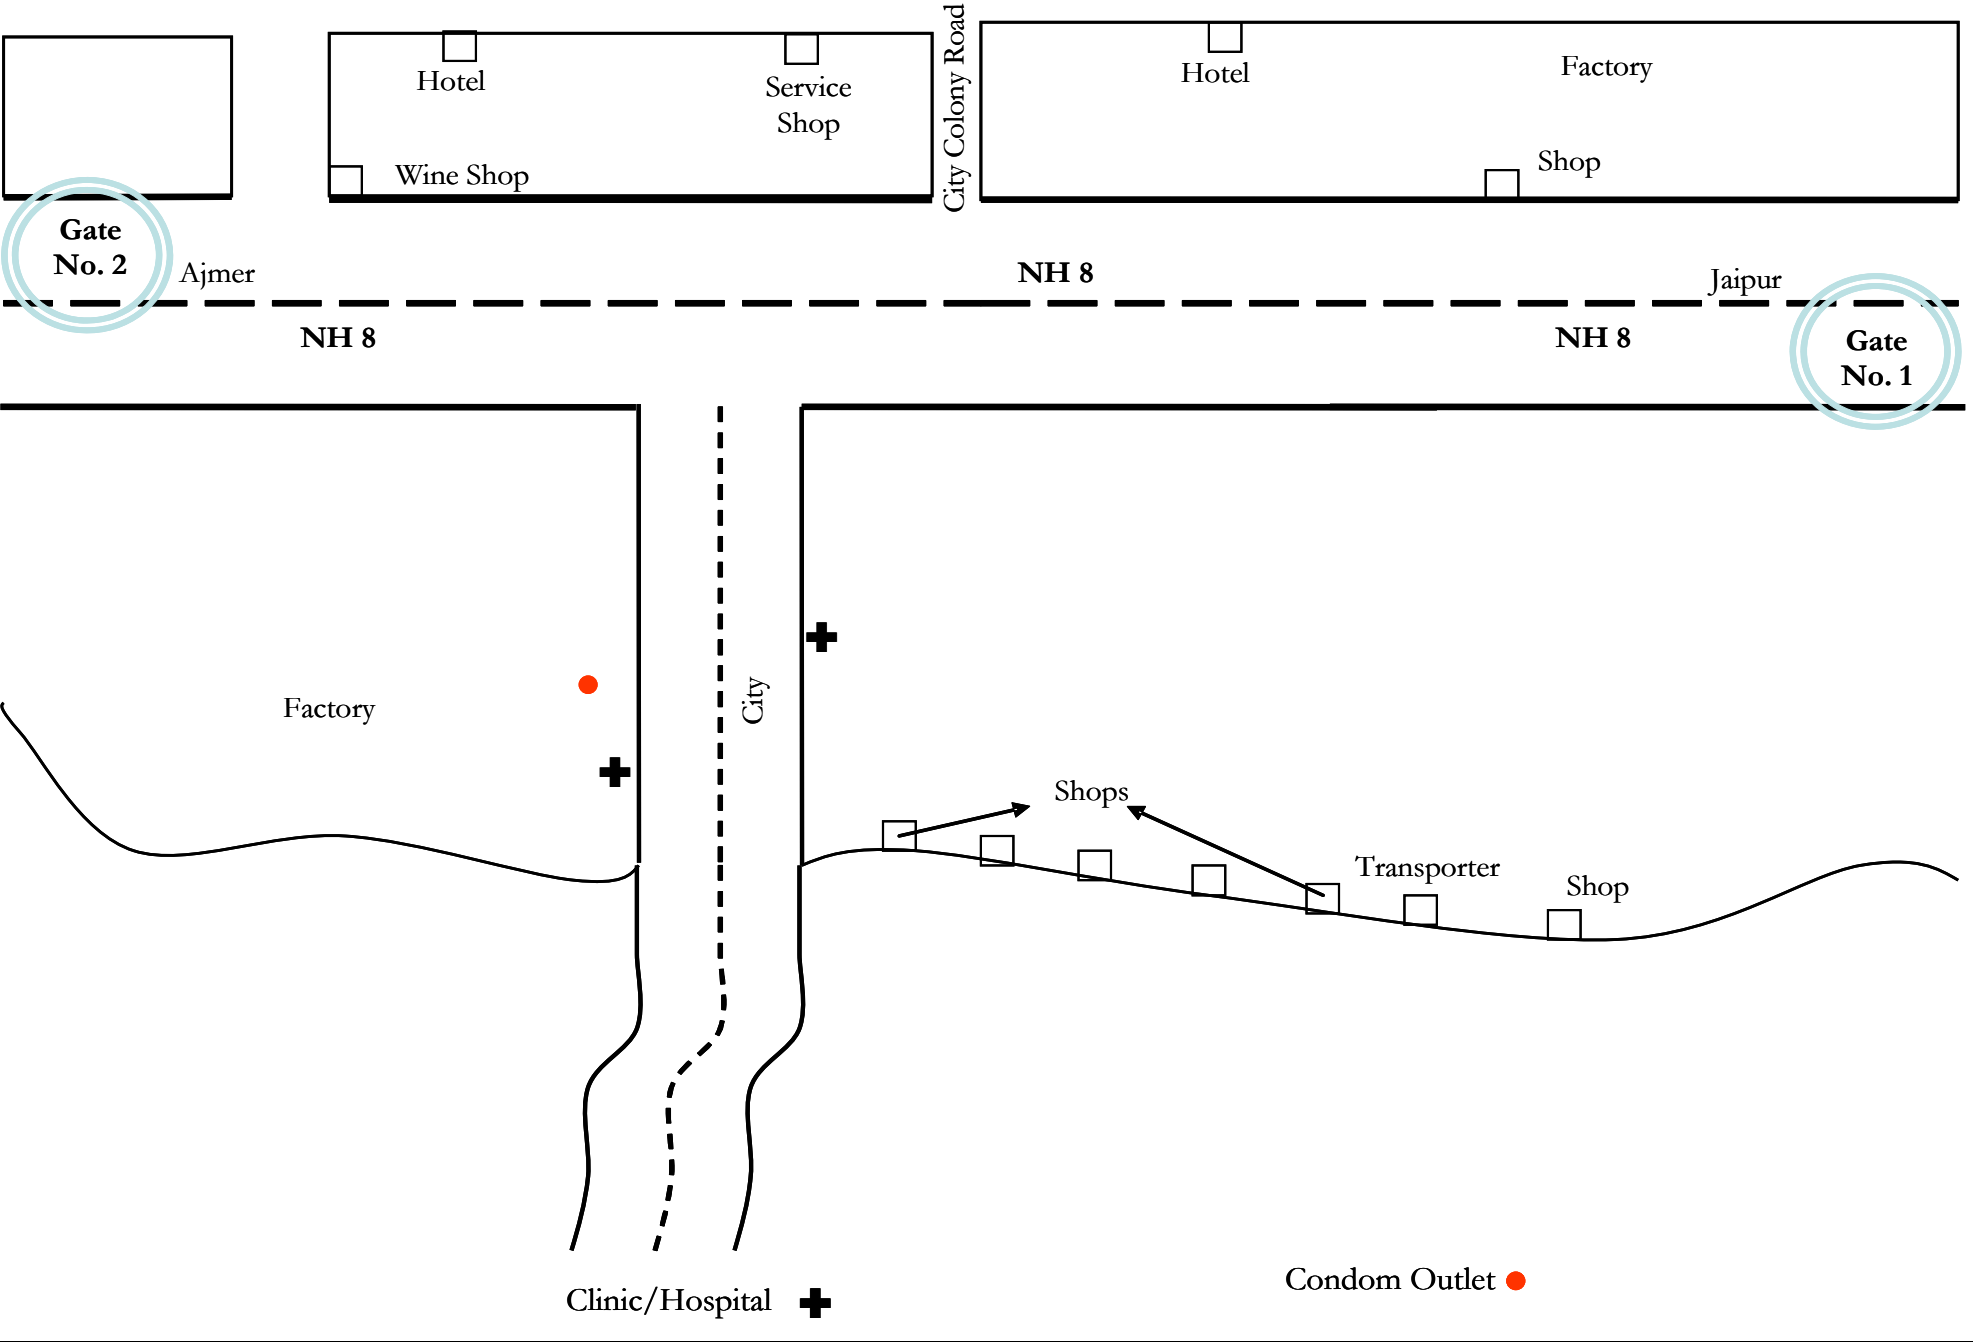 Hotel
Service
Shop
Wine Shop
City Colony Road
Hotel
Factory
Shop
Gate
No. 2
Ajmer
NH 8
Jaipur
NH 8
NH 8
Gate
No. 1
City
Factory
Shops
Transporter
Shop
Clinic/Hospital
Condom Outlet